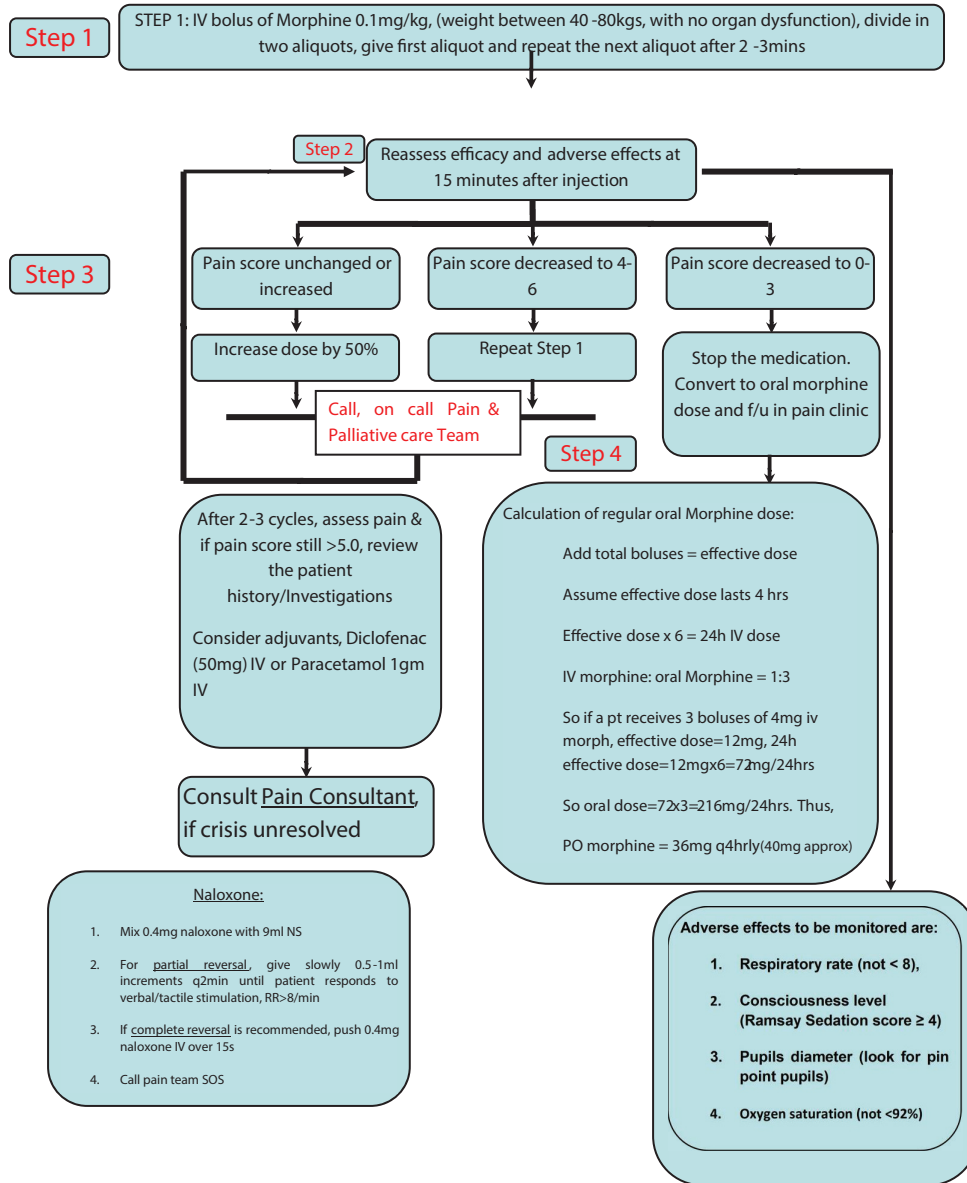 Step 1
STEP 1: IV bolus of Morphine 0.1mg/kg, (weight between 40 -80kgs, with no organ dysfunction), divide in
two aliquots, give first aliquot and repeat the next aliquot after 2 -3mins
Step 2
Reassess efficacy and adverse effects at
15 minutes after injection
Step 3
Pain score unchanged or
increased
Pain score decreased to 4-
6
Pain score decreased to 0-
3
Increase dose by 50%
Repeat Step 1
Stop the medication.
Convert to oral morphine
dose and f/u in pain clinic
Call, on call Pain &
Palliative care Team
Step 4
After 2-3 cycles, assess pain &
if pain score still >5.0, review
the patient
history/Investigations
Consider adjuvants, Diclofenac
(50mg) IV or Paracetamol 1gm
IV
Consult Pain Consultant,
if crisis unresolved
Calculation of regular oral Morphine dose:
Add total boluses = effective dose
Assume effective dose lasts 4 hrs
Effective dose x 6 = 24h IV dose
IV morphine: oral Morphine = 1:3
So if a pt receives 3 boluses of 4mg iv
morph, effective dose=12mg, 24h
effective dose=12mgx6=72mg/24hrs
So oral dose=72x3=216mg/24hrs. Thus,
PO morphine = 36mg q4hrly(40mg approx)
Naloxone:
1. Mix 0.4mg naloxone with 9ml NS
2. For partial reversal, give slowly 0.5-1ml
increments q2min until patient responds to
verbal/tactile stimulation, RR>8/min
3. If complete reversal is recommended, push 0.4mg
naloxone IV over 15s
4. Call pain team SOS
Adverse effects to be monitored are:
1. Respiratory rate (not < 8),
2. Consciousness level
(Ramsay Sedation score ≥ 4)
3. Pupils diameter (look for pin
point pupils)
4. Oxygen saturation (not <92%)